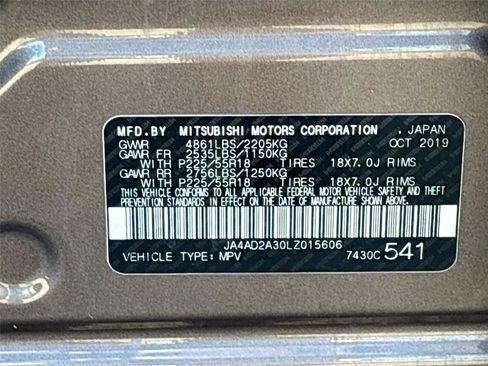 MFD.BY MITSUBISHI MOTORS CORPORATION . JAPAN
GVWR 4861LBS/2205KG OCT 2019
GAWR FR 2535LBS/1150KG
WITH P225/55R18 TIRES 18X7.0J RIMS
GAWR RR 2756LBS/1250KG
WITH P225/55R18 TIRES 18X7.0J RIMS
THIS VEHICLE CONFORMS TO ALL APPLICABLE FEDERAL MOTOR VEHICLE SAFETY AND
THEFT PREVENTION STANDARDS IN EFFECT ON THE DATE OF MANUFACTURE SHOWN ABOVE.
JA4AD2A30LZ015606
VEHICLE TYPE: MPV 7430C 541